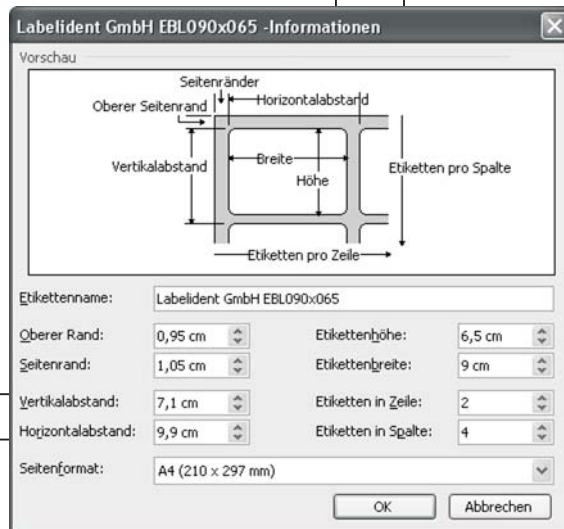 Labelident GmbH EBL090x065 -Informationen
Vorschau
Seitenränder
Oberer Seitenrand
Horizontalabstand
Vertikalabstand
Breite
Höhe
Etiketten pro Spalte
Etiketten pro Zeile
Etikettenname: Labelident GmbH EBL090x065
Oberer Rand: 0,95 cm Etikettenhöhe: 6,5 cm
Seitenrand: 1,05 cm Etikettenbreite: 9 cm
Vertikalabstand: 7,1 cm Etiketten in Zeile: 2
Horizontalabstand: 9,9 cm Etiketten in Spalte: 4
Seitenformat: A4 (210 x 297 mm)
OK Abbrechen